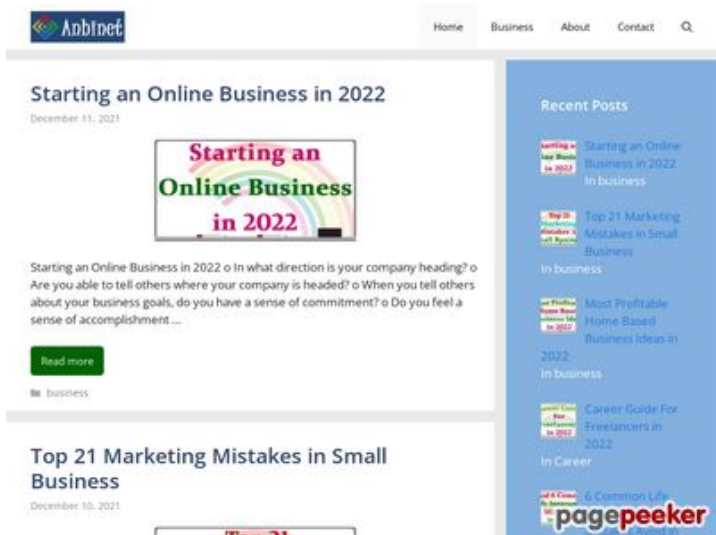 Anbinet
Home Business About Contact
Starting an Online Business in 2022
December 11, 2021
Starting an
Online Business
in 2022
Starting an Online Business in 2022 o In what direction is your company heading? o
Are you able to tell others where your company is headed? o When you tell others
about your business goals, do you have a sense of commitment? o Do you feel a
sense of accomplishment ...
Read more
business
Top 21 Marketing Mistakes in Small
Business
December 10, 2021
Top 21
Recent Posts
Starting an Online
Business in 2022
In business
Top 21 Marketing
Mistakes in Small
Business
In business
Most Profitable
Home Based
Business Ideas in
2022
In business
Career Guide For
Freelancers in
2022
In Career
6 Common Life
pagepeeker